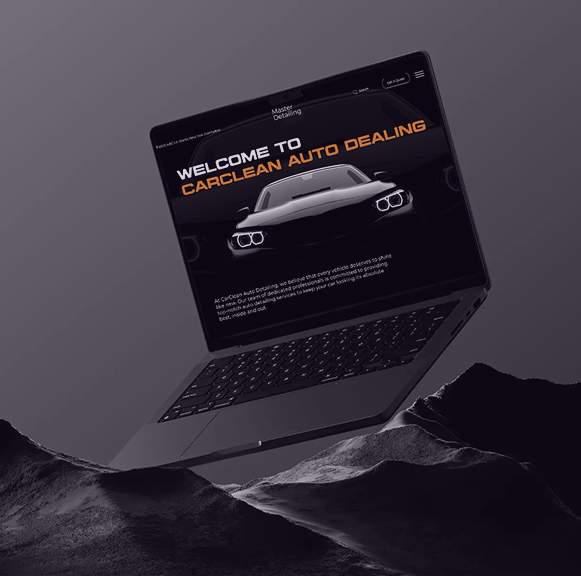 Master
Detailing
WELCOME TO
CARCLEAN AUTO DEALING
At CarClean Auto Detailing, we believe that every vehicle deserves to shine
like new. Our team of dedicated professionals is committed to providing
top-notch auto detailing services to keep your car looking its absolute
best, inside and out.